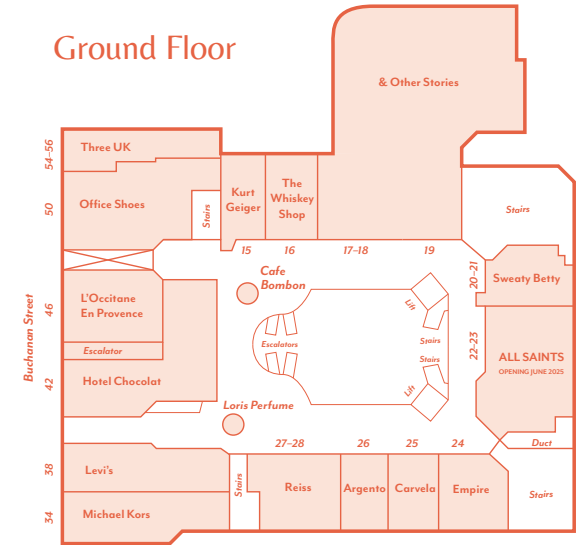 Ground Floor
& Other Stories
54–56
Three UK
50
Office Shoes
Stairs
Kurt
Geiger
The
Whiskey
Shop
Stairs
15
16
17–18
19
Cafe
Bombon
20–21
Sweaty Betty
Buchanan Street
46
L'Occitane
En Provence
Escalator
42
Hotel Chocolat
Lift
Escalators
Stairs
Stairs
Lift
22–23
ALL SAINTS
OPENING JUNE 2025
Loris Perfume
27–28
26
25
24
Duct
38
Levi's
34
Michael Kors
Stairs
Reiss
Argento
Carvela
Empire
Stairs